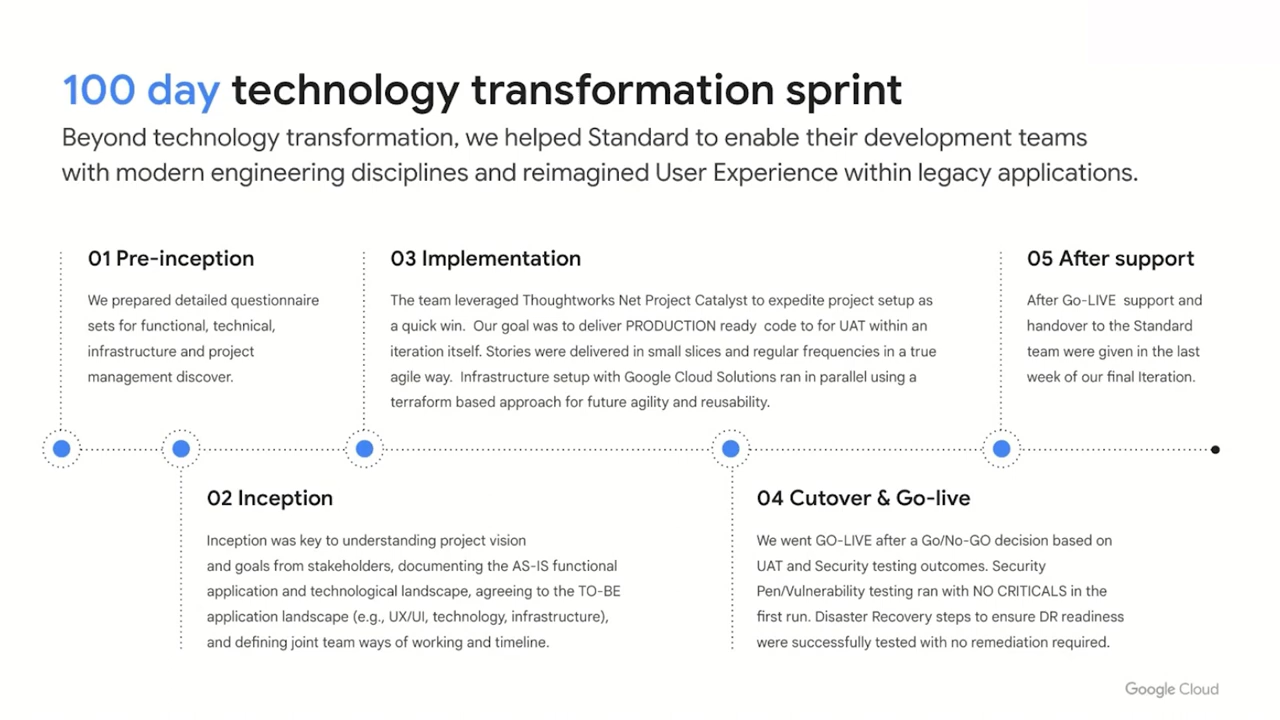 100 day technology transformation sprint
Beyond technology transformation, we helped Standard to enable their development teams
with modern engineering disciplines and reimagined User Experience within legacy applications.
01 Pre-inception
We prepared detailed questionnaire
sets for functional, technical,
infrastructure and project
management discover.
02 Inception
Inception was key to understanding project vision
and goals from stakeholders, documenting the AS-IS functional
application and technological landscape, agreeing to the TO-BE
application landscape (e.g., UX/UI, technology, infrastructure),
and defining joint team ways of working and timeline.
03 Implementation
The team leveraged Thoughtworks Net Project Catalyst to expedite project setup as
a quick win. Our goal was to deliver PRODUCTION ready code to for UAT within an
iteration itself. Stories were delivered in small slices and regular frequencies in a true
agile way. Infrastructure setup with Google Cloud Solutions ran in parallel using a
terraform based approach for future agility and reusability.
04 Cutover & Go-live
We went GO-LIVE after a Go/No-GO decision based on
UAT and Security testing outcomes. Security
Pen/Vulnerability testing ran with NO CRITICALS in the
first run. Disaster Recovery steps to ensure DR readiness
were successfully tested with no remediation required.
05 After support
After Go-LIVE support and
handover to the Standard
team were given in the last
week of our final Iteration.
Google Cloud